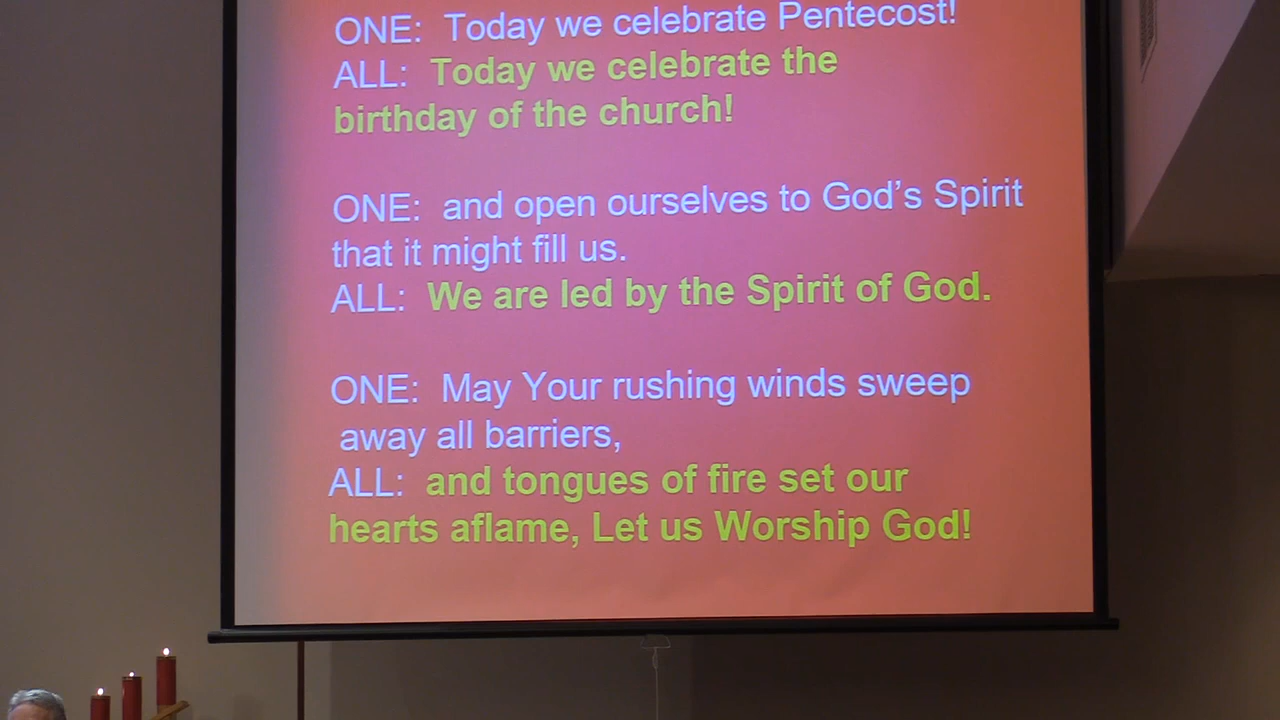 ONE: Today we celebrate Pentecost!
ALL: Today we celebrate the
birthday of the church!
ONE: and open ourselves to God's Spirit
that it might fill us.
ALL: We are led by the Spirit of God.
ONE: May Your rushing winds sweep
away all barriers,
ALL: and tongues of fire set our
hearts aflame, Let us Worship God!